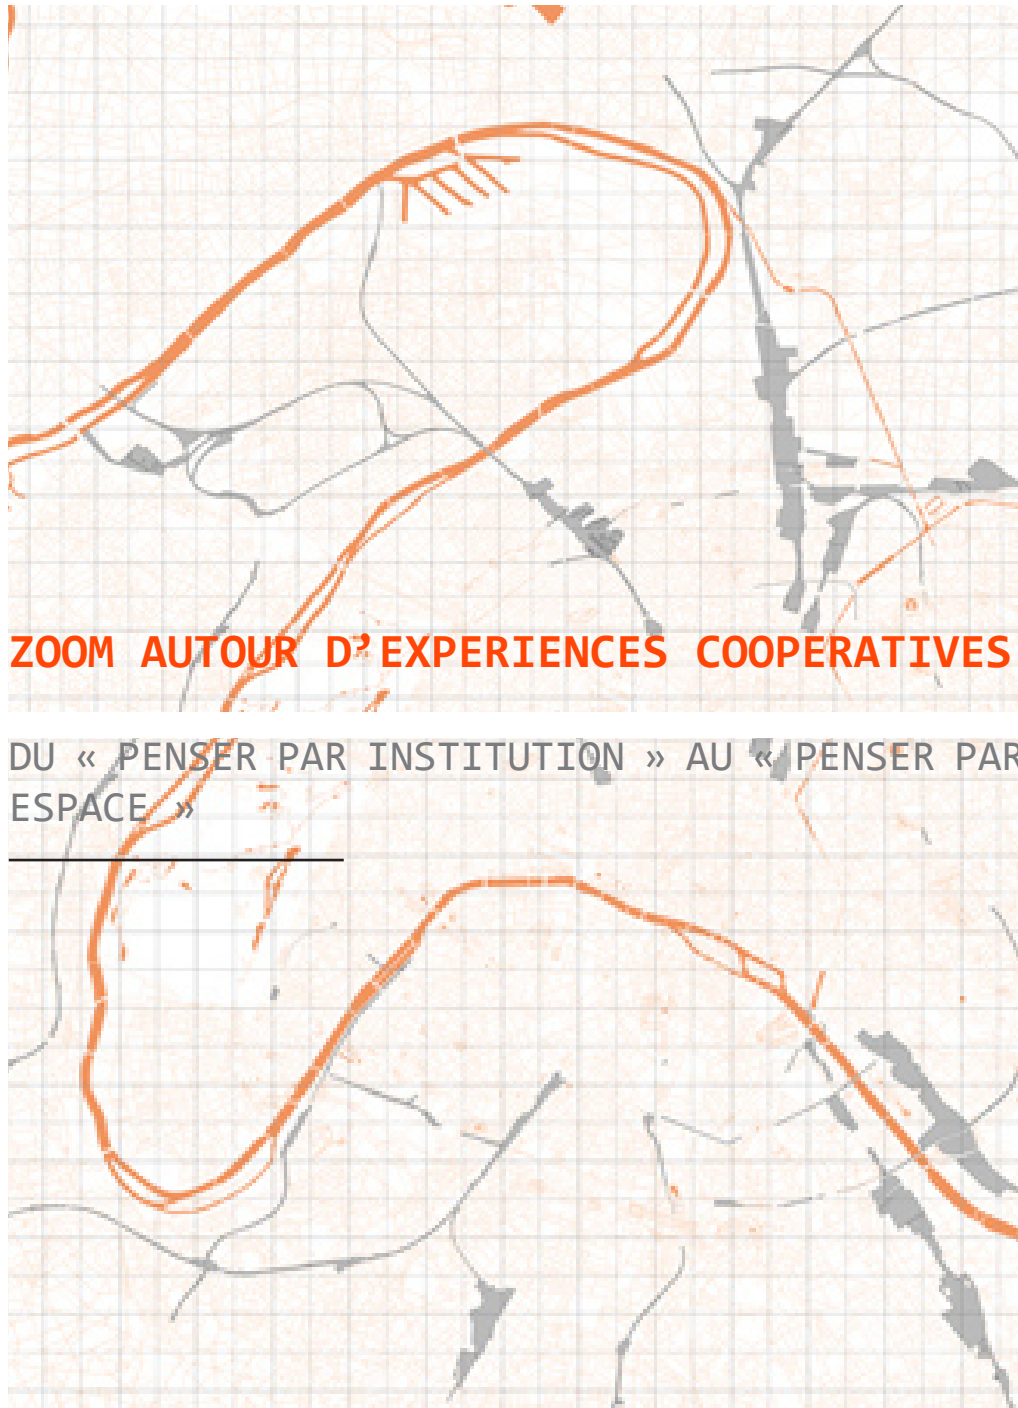 ZOOM AUTOUR D’EXPERIENCES COOPERATIVES
DU « PENSER PAR INSTITUTION » AU « PENSER PAR
ESPACE »